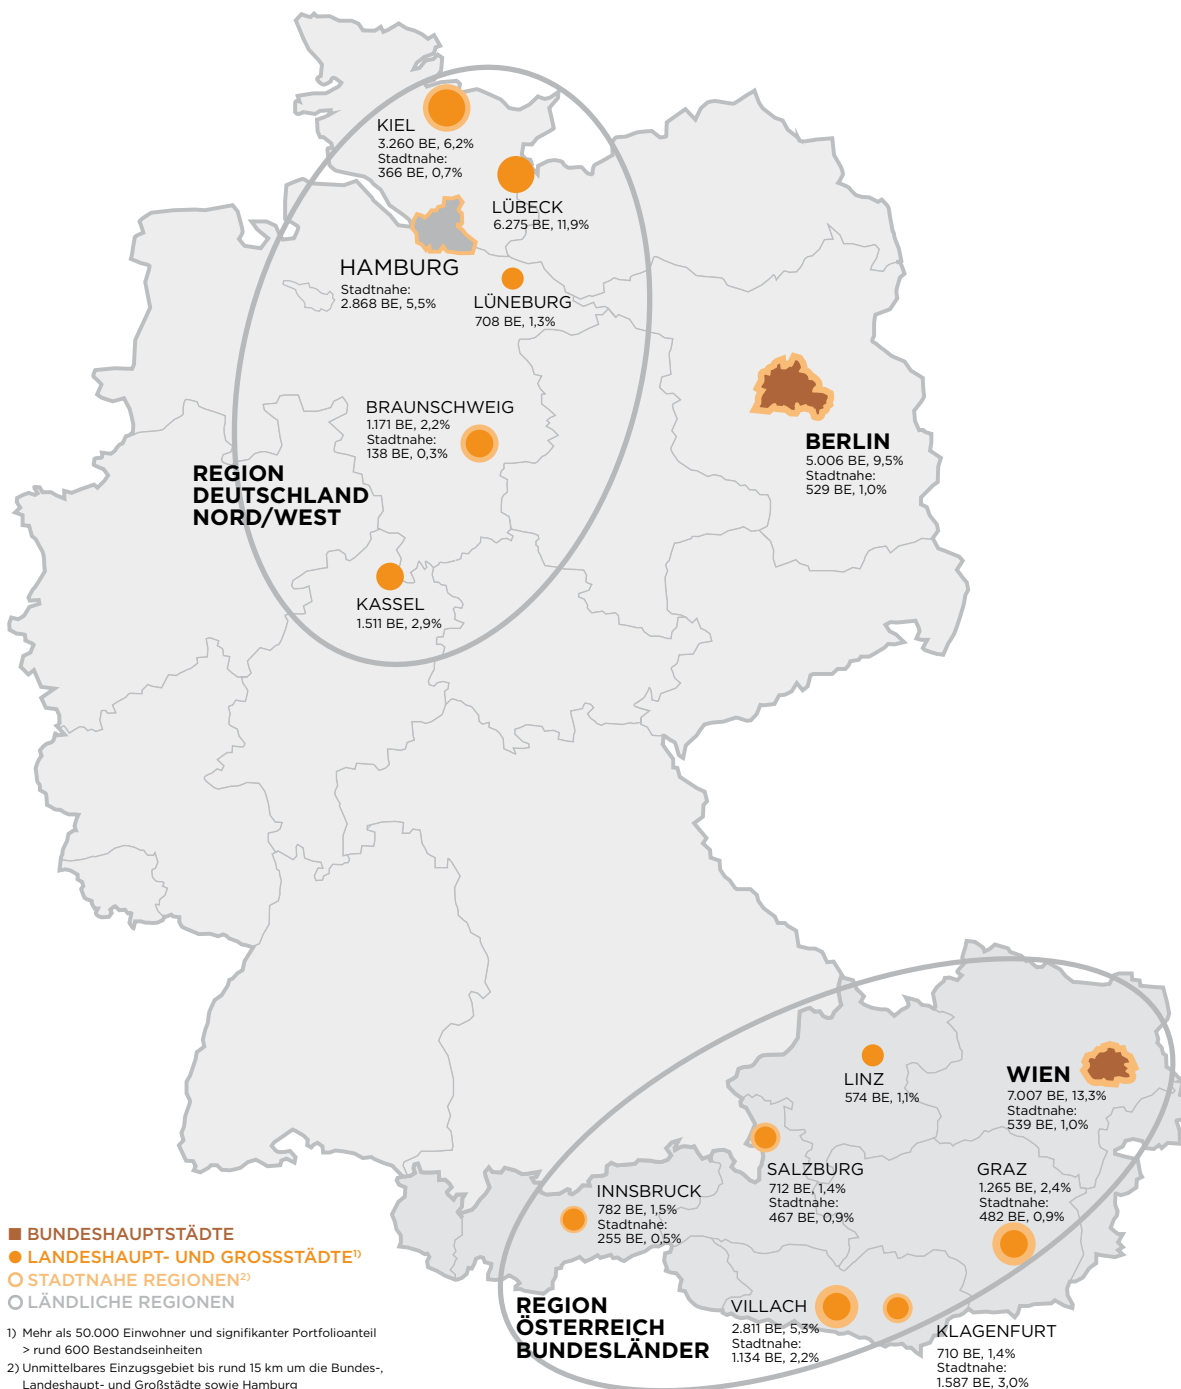 KIEL
3.260 BE, 6,2%
Stadtnahe:
366 BE, 0,7%
LÜBECK
6.275 BE, 11,9%
HAMBURG
Stadtnahe:
2.868 BE, 5,5%
LÜNEBURG
708 BE, 1,3%
BRAUNSCHWEIG
1.171 BE, 2,2%
Stadtnahe:
138 BE, 0,3%
BERLIN
5.006 BE, 9,5%
Stadtnahe:
529 BE, 1,0%
REGION
DEUTSCHLAND
NORD/WEST
KASSEL
1.511 BE, 2,9%
LINZ
574 BE, 1,1%
WIEN
7.007 BE, 13,3%
Stadtnahe:
539 BE, 1,0%
SALZBURG
712 BE, 1,4%
Stadtnahe:
467 BE, 0,9%
GRAZ
1.265 BE, 2,4%
Stadtnahe:
482 BE, 0,9%
INNSBRUCK
782 BE, 1,5%
Stadtnahe:
255 BE, 0,5%
REGION
ÖSTERREICH
BUNDESLÄNDER
VILLACH
2.811 BE, 5,3%
Stadtnahe:
1.134 BE, 2,2%
KLAGENFURT
710 BE, 1,4%
Stadtnahe:
1.587 BE, 3,0%
BUNDESHAUPTSTÄDTE
LANDESHAUPT- UND GROSSSTÄDTE1)
STADTNAHE REGIONEN2)
LÄNDLICHE REGIONEN
1) Mehr als 50.000 Einwohner und signifikanter Portfolioanteil
> rund 600 Bestandseinheiten
2) Unmittelbares Einzugsgebiet bis rund 15 km um die Bundes-,
Landeshaupt- und Großstädte sowie Hamburg